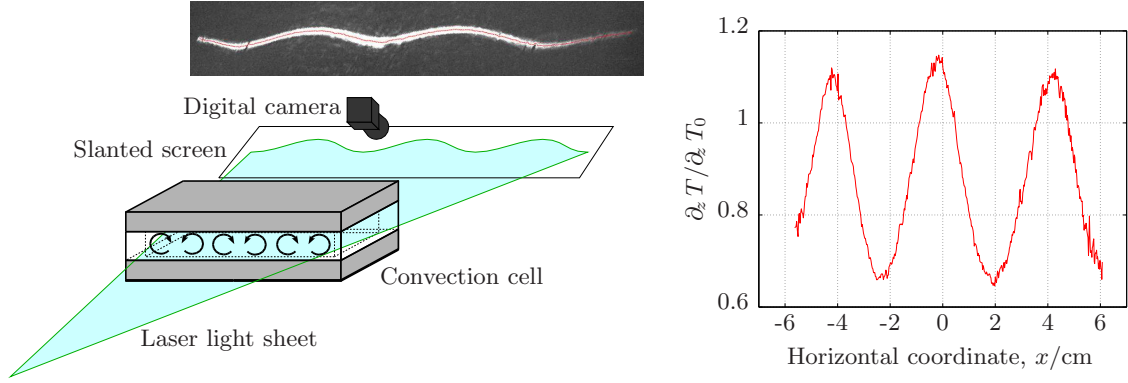 Digital camera
Slanted screen
Convection cell
Laser light sheet
1.2
1
0.8
0.6
∂z T/∂z T0
-6 -4 -2 0 2 4 6
Horizontal coordinate, x/cm